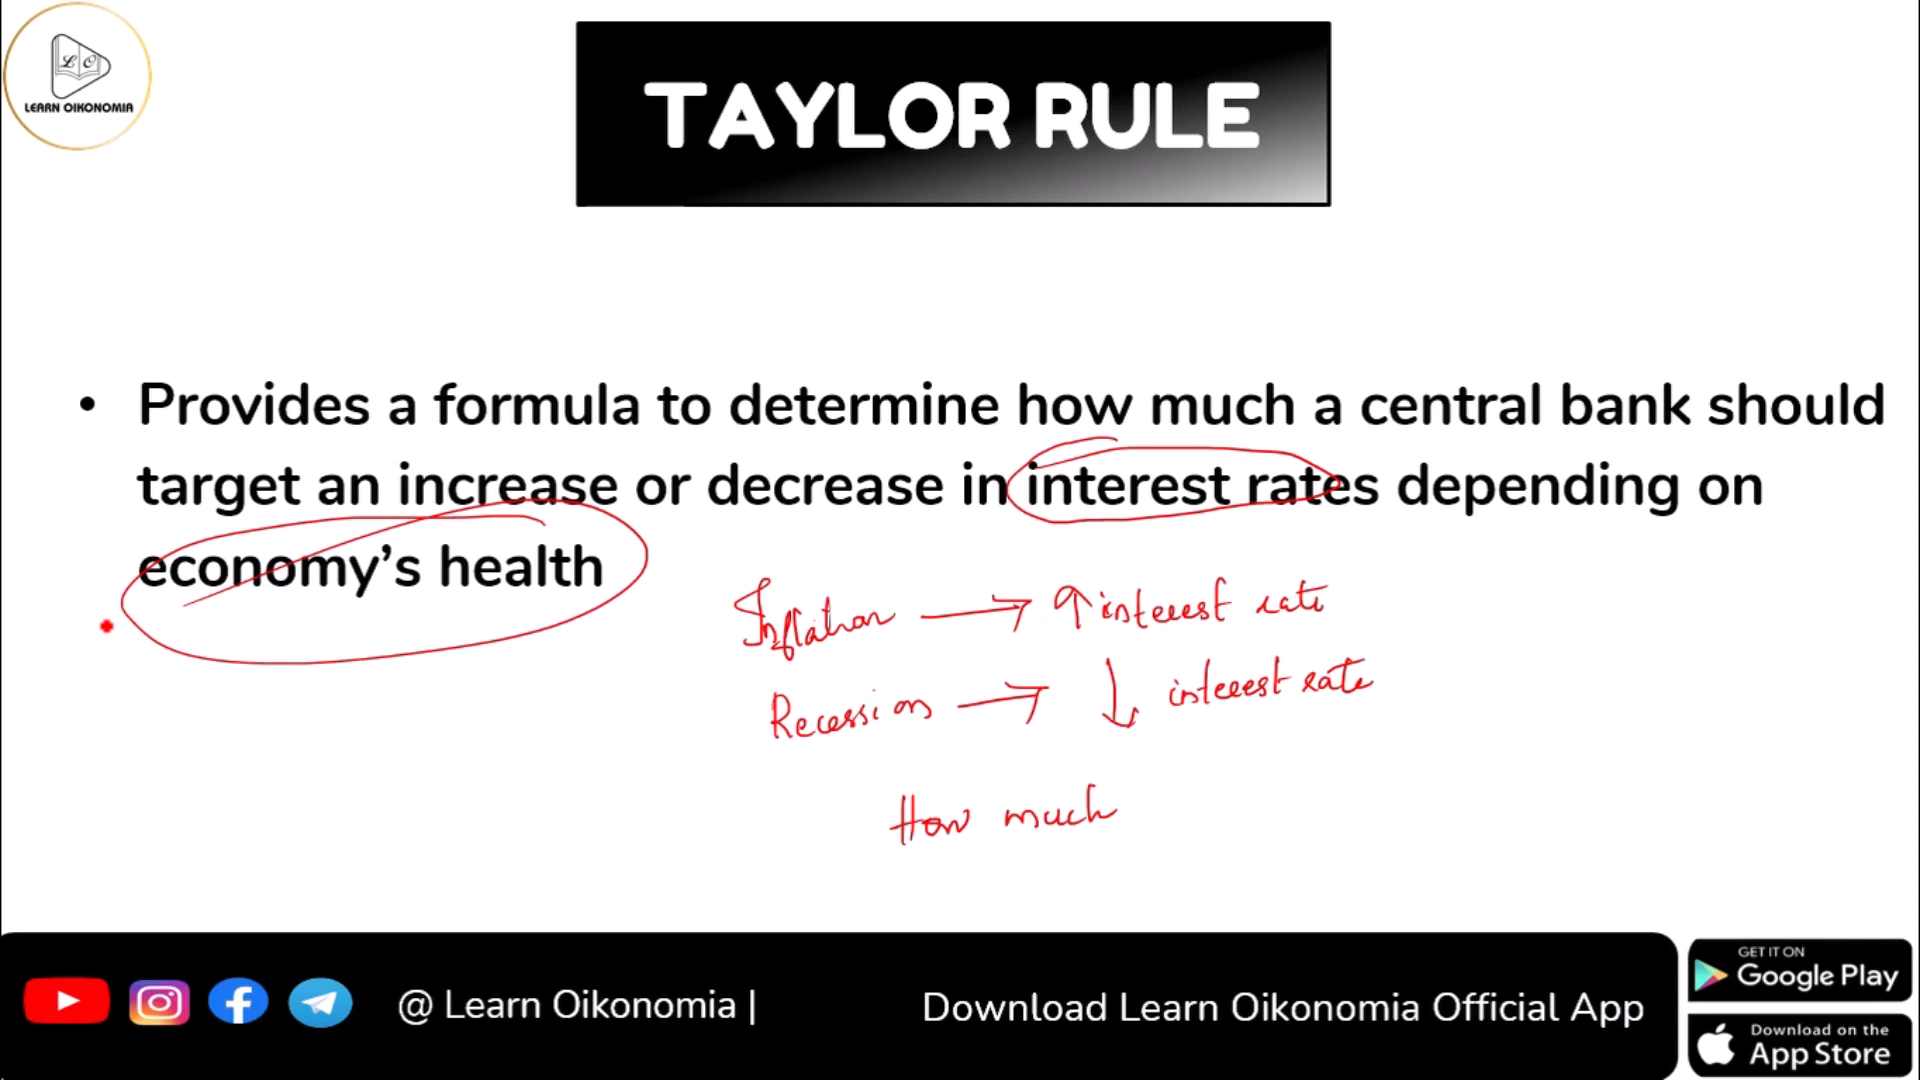 LO
LEARN OIKONOMIA
TAYLOR RULE
• Provides a formula to determine how much a central bank should
target an increase or decrease in interest rates depending on
economy's health
Inflation → ↑ interest rate
Recession → ↓ interest rate
How much
@ Learn Oikonomia |
Download Learn Oikonomia Official App
GET IT ON
Google Play
Download on the
App Store